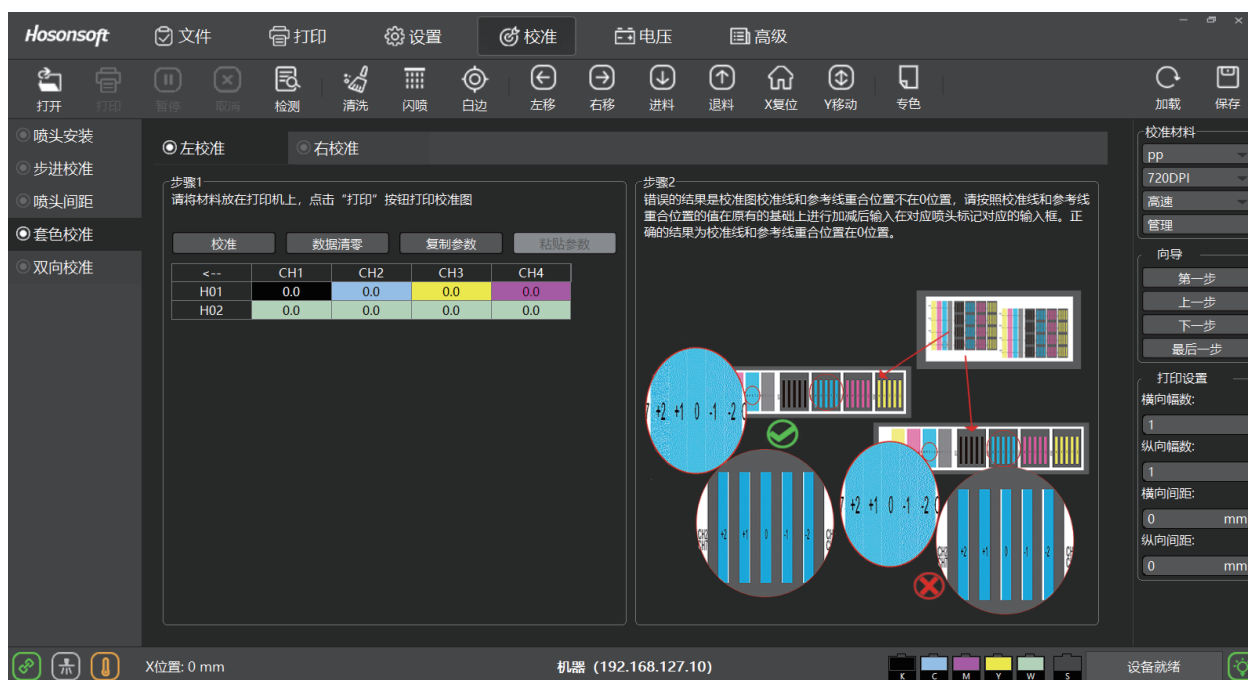 Hosonsoft
文件
打印
设置
校准
电压
高级
打开
打印
暂停
取消
检测
清洗
闪喷
白边
左移
右移
进料
退料
X复位
Y移动
专色
加载
保存
喷头安装
步进校准
喷头间距
套色校准
双向校准
左校准
右校准
步骤1
请将材料放在打印机上，点击“打印”按钮打印校准图
校准
数据清零
复制参数
粘贴参数
<-- CH1 CH2 CH3 CH4
H01 0.0 0.0 0.0 0.0
H02 0.0 0.0 0.0 0.0
步骤2
错误的结果是校准图校准线和参考线重合位置不在0位置，请按照校准线和参考线
重合位置的值在原有的基础上进行加减后输入在对应喷头标记对应的输入框。正
确的结果为校准线和参考线重合位置在0位置。
+2 +1 0 -1 -2
+2 +1 0 -1 -2
+2 +1 0 -1 -2
+2 +1 0 -1 -2
校准材料
pp
720DPI
高速
管理
向导
第一步
上一步
下一步
最后一步
打印设置
横向幅数:
1
纵向幅数:
1
横向间距:
0 mm
纵向间距:
0 mm
X位置: 0 mm
机器 (192.168.127.10)
K C M Y W S
设备就绪